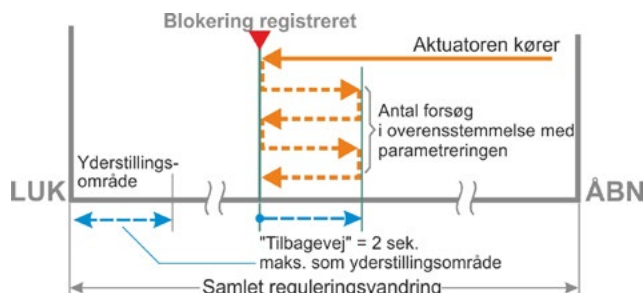 Blokering registreret
Aktuatoren kører
Antal forsøg
i overensstemmelse med
parametreringen
Yderstillings-
område
LUK
ÅBN
"Tilbagevej" = 2 sek.
maks. som yderstillingsområde
Samlet reguleringsvandring